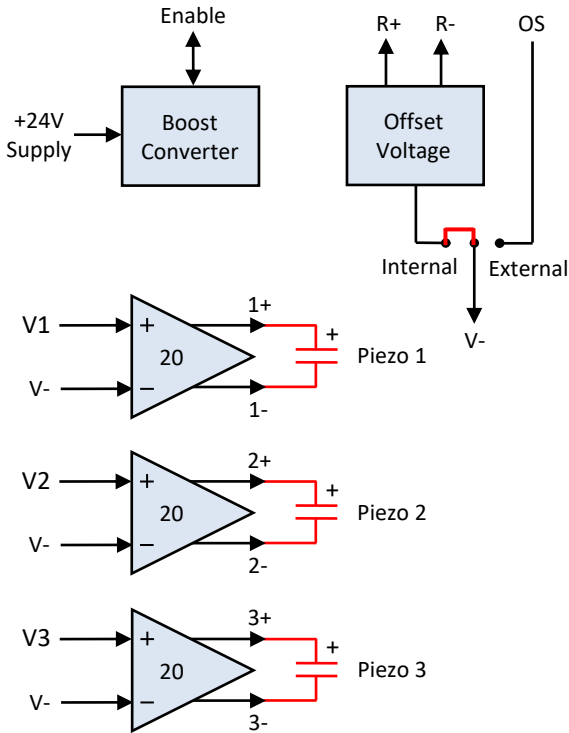 Enable
R+ R- OS
+24V
Supply
Boost
Converter
Offset
Voltage
Internal External
V-
V1
V-
+
−
20
1+
1-
+
Piezo 1
V2
V-
+
−
20
2+
2-
+
Piezo 2
V3
V-
+
−
20
3+
3-
+
Piezo 3